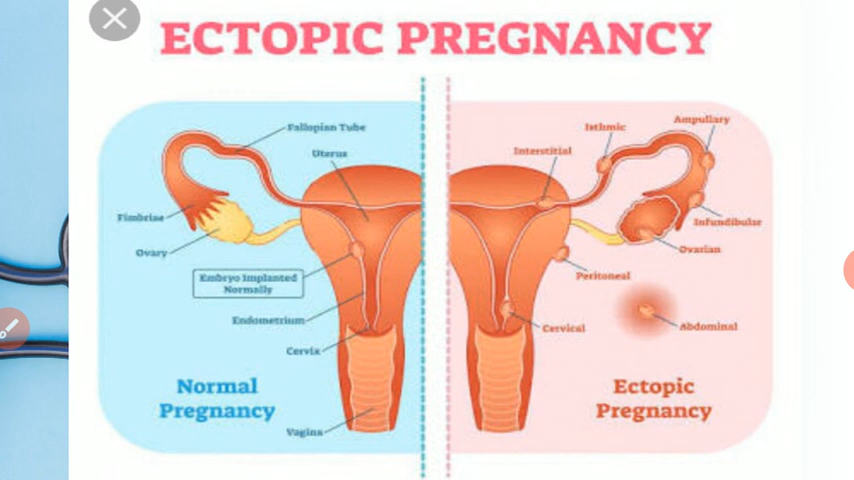 ECTOPIC PREGNANCY
Fallopian Tube
Uterus
Fimbriae
Ovary
Embryo Implanted
Normally
Endometrium
Cervix
Vagina
Normal
Pregnancy
Ampullary
Isthmic
Interstitial
Infundibular
Ovarian
Peritoneal
Cervical
Abdominal
Ectopic
Pregnancy